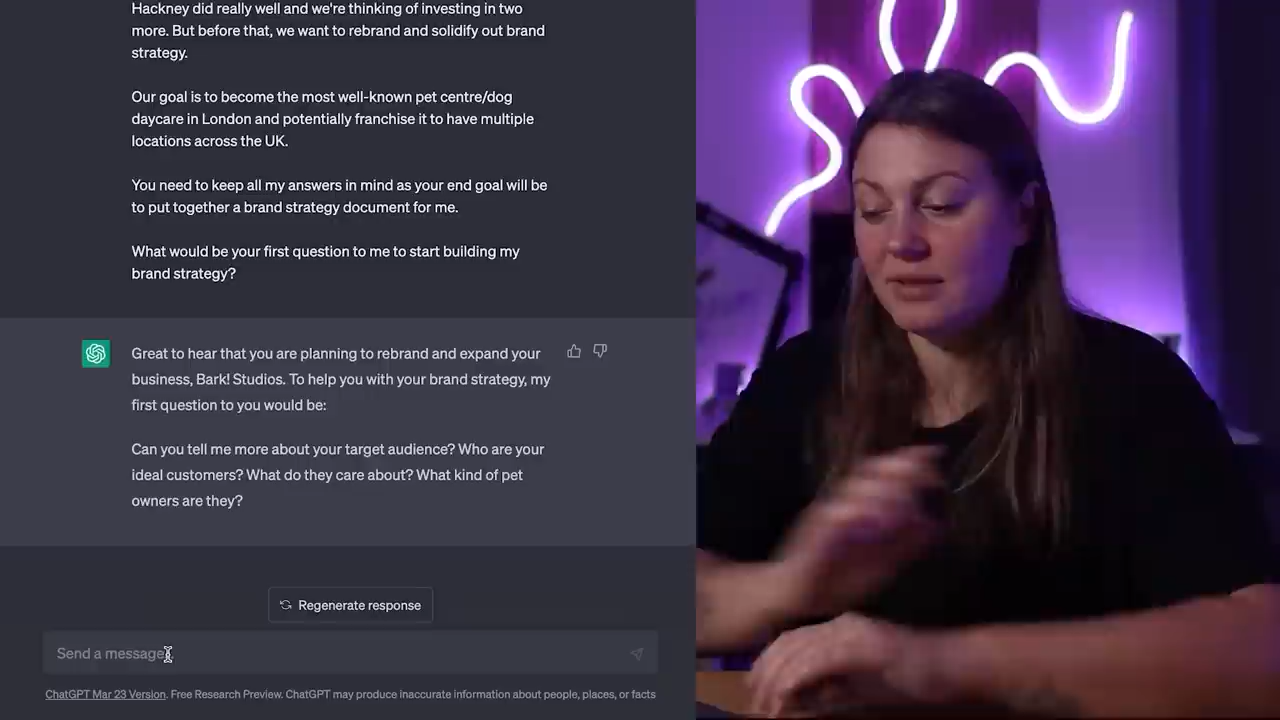 Hackney did really well and we're thinking of investing in two
more. But before that, we want to rebrand and solidify out brand
strategy.
Our goal is to become the most well-known pet centre/dog
daycare in London and potentially franchise it to have multiple
locations across the UK.
You need to keep all my answers in mind as your end goal will be
to put together a brand strategy document for me.
What would be your first question to me to start building my
brand strategy?
Great to hear that you are planning to rebrand and expand your
business, Bark! Studios. To help you with your brand strategy, my
first question to you would be:
Can you tell me more about your target audience? Who are your
ideal customers? What do they care about? What kind of pet
owners are they?
Regenerate response
Send a message.
ChatGPT Mar 23 Version. Free Research Preview. ChatGPT may produce inaccurate information about people, places, or facts